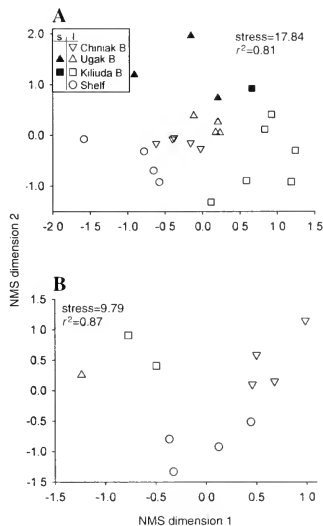 A
stress=17.84
r²=0.81
s l
Chiniak B
Ugak B
Kiliuda B
Shelf
2.0
1.0
0.0
-1.0
-2 0 -1.5 -1.0 -0.5 0.0 0.5 1.0 1.5
NMS dimension 2
B
stress=9.79
r²=0.87
1.5
1.0
0.5
0.0
-0.5
-1.0
-1.5
-1.5 -1.0 -0.5 0.0 0.5 1.0 1.5
NMS dimension 1